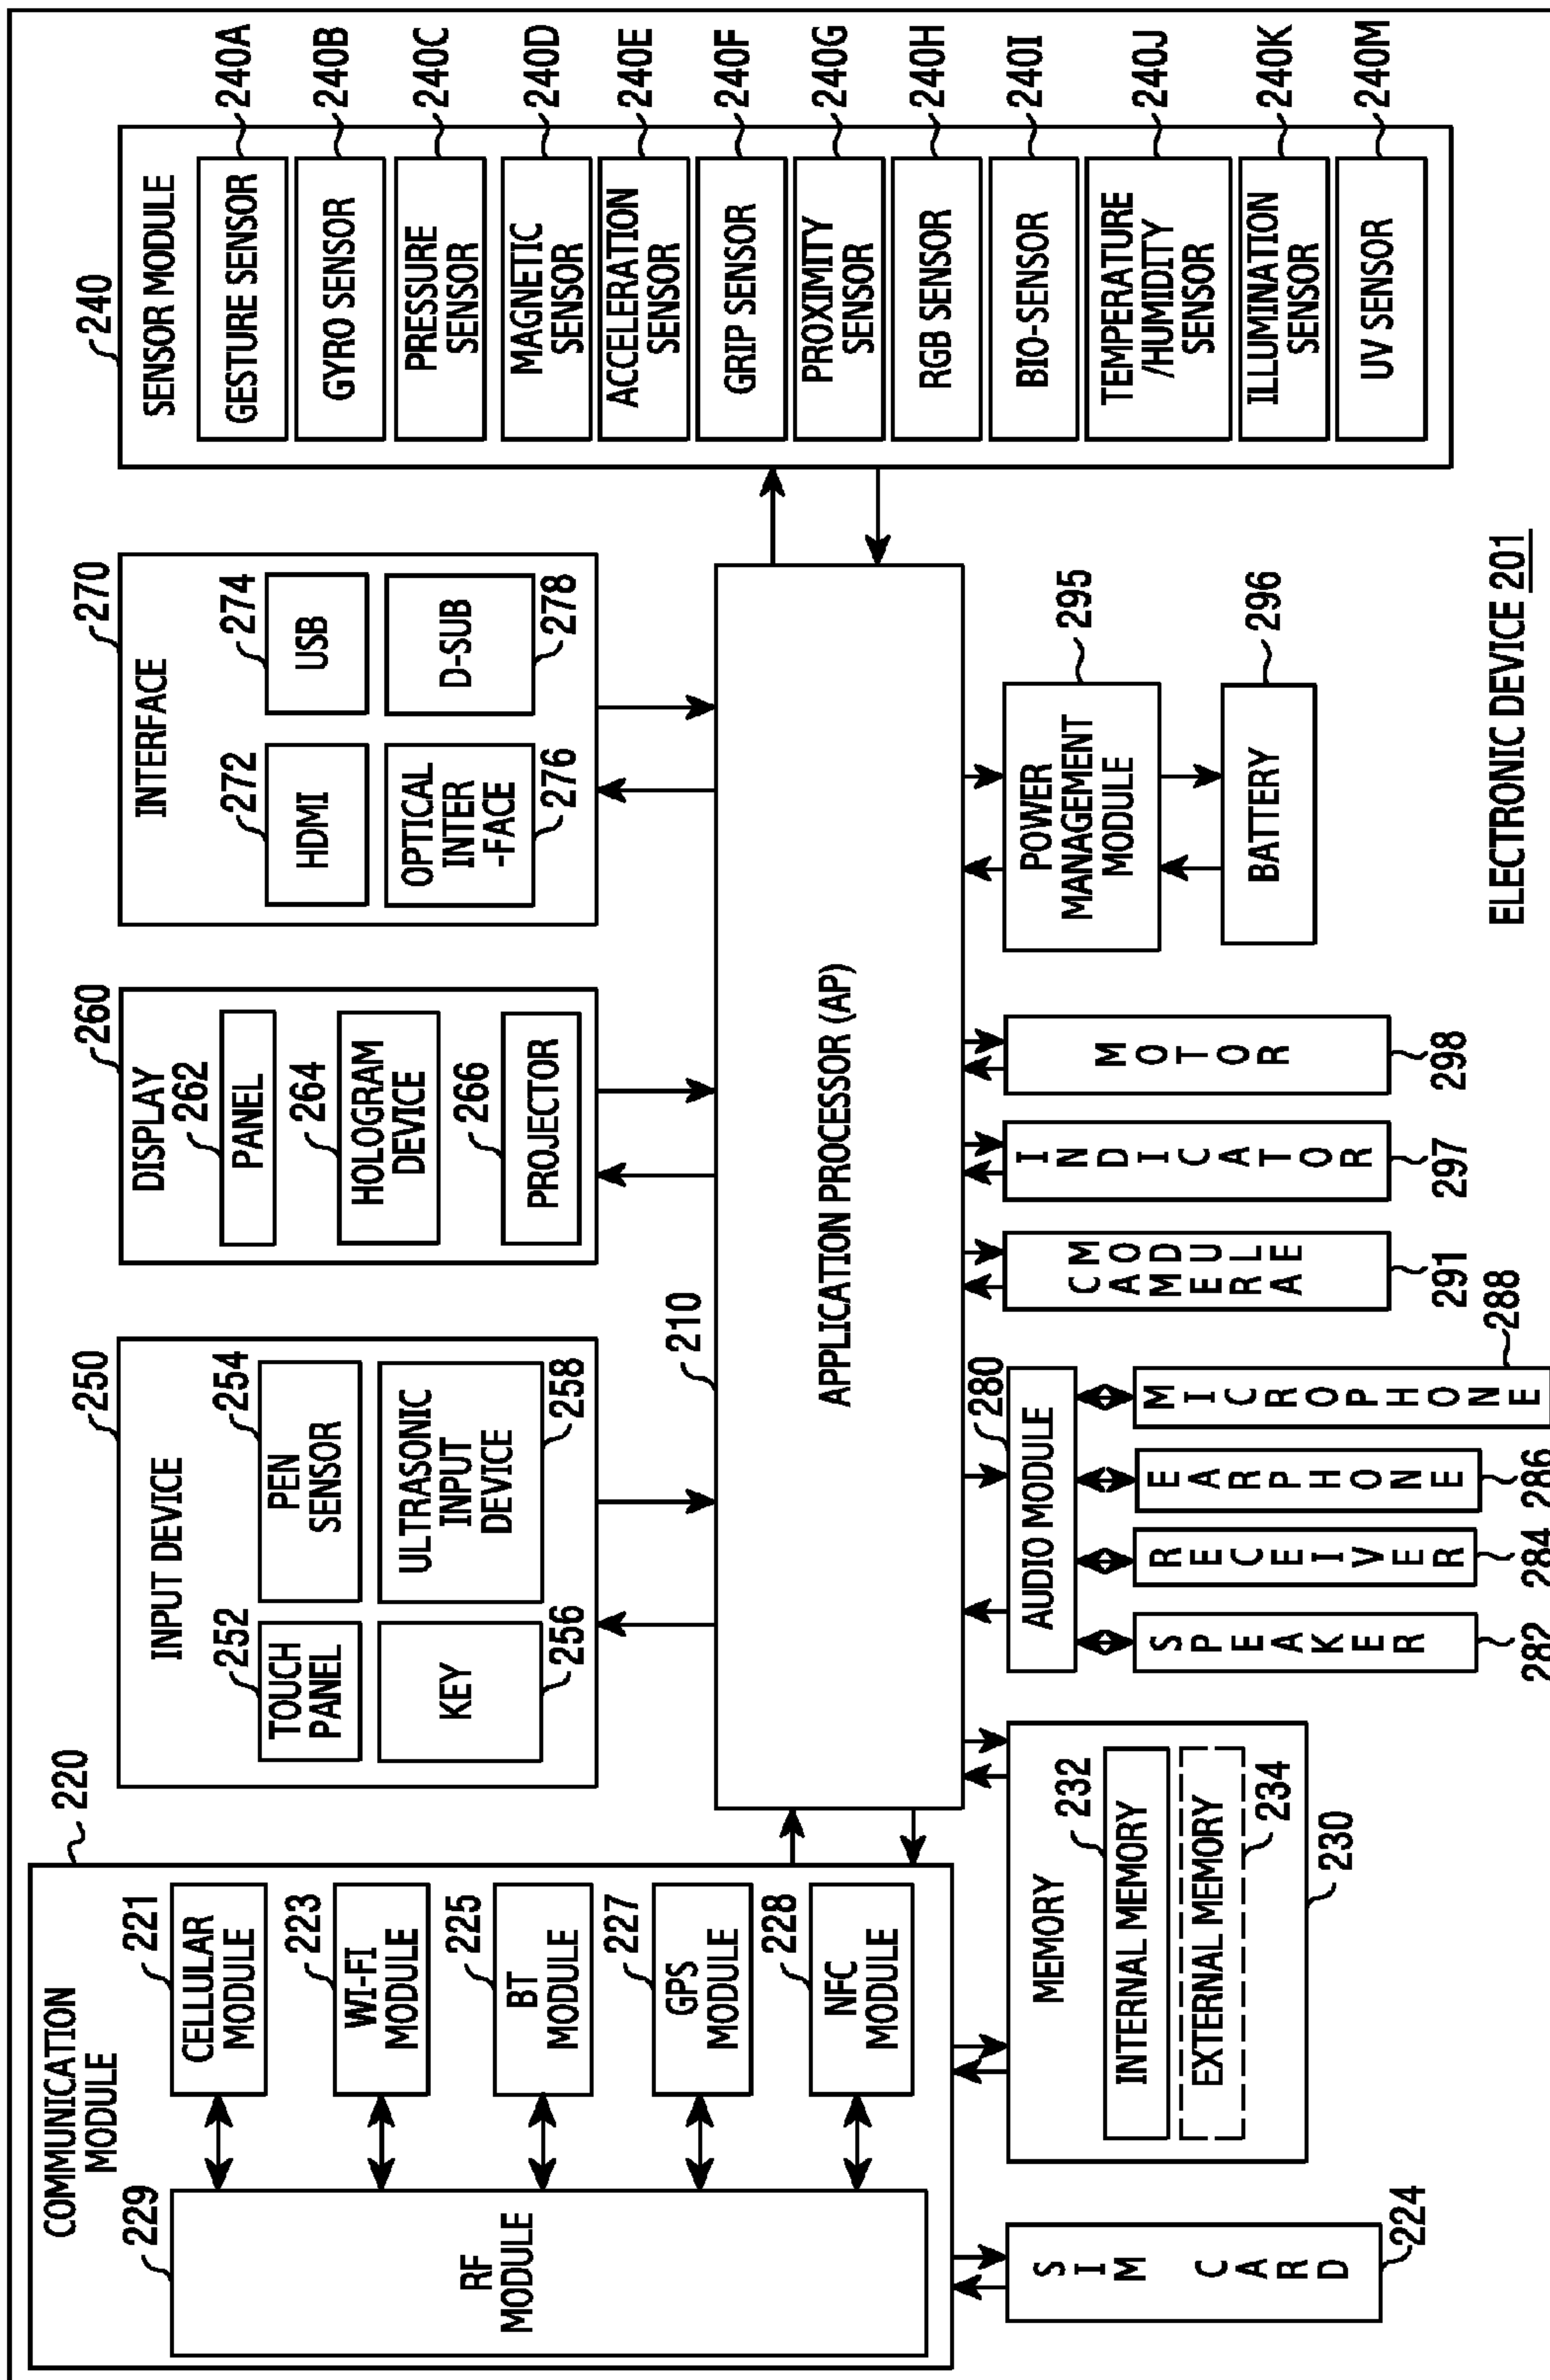 COMMUNICATION
MODULE
220
229
RF
MODULE
221
CELLULAR
MODULE
223
WI-FI
MODULE
225
BT
MODULE
227
GPS
MODULE
228
NFC
MODULE
250
INPUT DEVICE
252
TOUCH
PANEL
254
PEN
SENSOR
KEY
256
ULTRASONIC
INPUT
DEVICE
258
260
DISPLAY
262
PANEL
264
HOLOGRAM
DEVICE
266
PROJECTOR
270
INTERFACE
272
HDMI
274
USB
OPTICAL
INTER
-FACE
276
D-SUB
278
240
SENSOR MODULE
GESTURE SENSOR
240A
GYRO SENSOR
240B
PRESSURE
SENSOR
240C
MAGNETIC
SENSOR
240D
ACCELERATION
SENSOR
240E
GRIP SENSOR
240F
PROXIMITY
SENSOR
240G
RGB SENSOR
240H
BIO-SENSOR
240I
TEMPERATURE
/HUMIDITY
SENSOR
240J
ILLUMINATION
SENSOR
240K
UV SENSOR
240M
210
APPLICATION PROCESSOR (AP)
SIM CARD
224
MEMORY
232
INTERNAL MEMORY
EXTERNAL MEMORY
234
230
AUDIO MODULE
280
SPEAKER
282
RECEIVER
284
EARPHONE
286
MICROPHONE
288
CAMERA
MODULE
291
INDICATOR
297
MOTOR
298
POWER
MANAGEMENT
MODULE
295
BATTERY
296
ELECTRONIC DEVICE 201